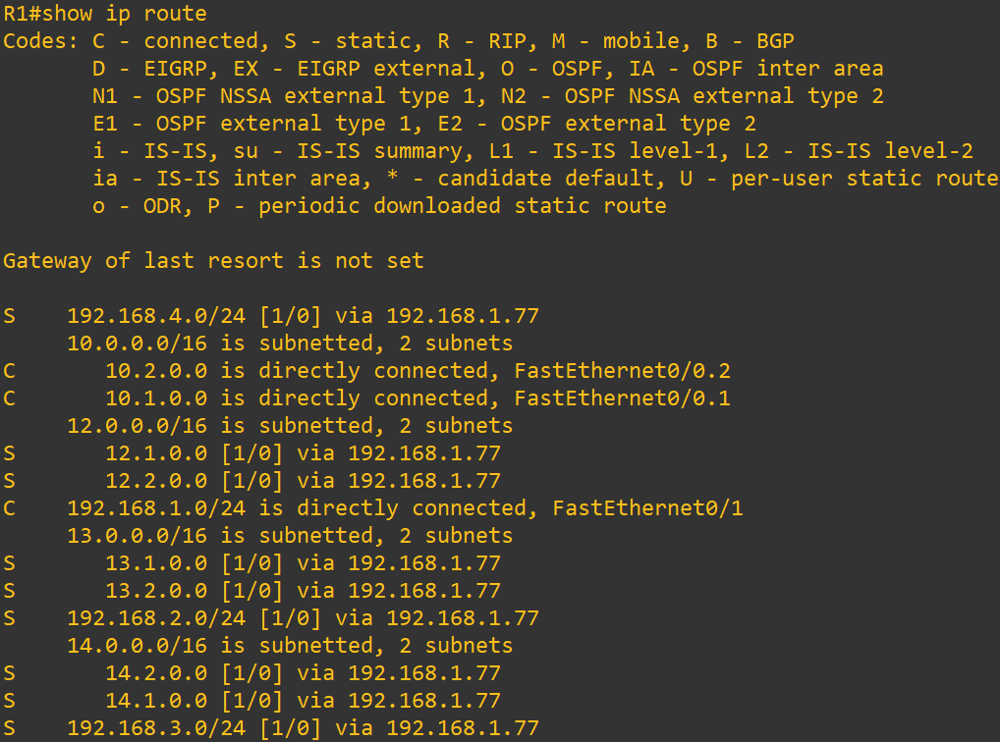 R1#show ip route
Codes: C - connected, S - static, R - RIP, M - mobile, B - BGP
       D - EIGRP, EX - EIGRP external, O - OSPF, IA - OSPF inter area
       N1 - OSPF NSSA external type 1, N2 - OSPF NSSA external type 2
       E1 - OSPF external type 1, E2 - OSPF external type 2
       i - IS-IS, su - IS-IS summary, L1 - IS-IS level-1, L2 - IS-IS level-2
       ia - IS-IS inter area, * - candidate default, U - per-user static route
       o - ODR, P - periodic downloaded static route

Gateway of last resort is not set

S    192.168.4.0/24 [1/0] via 192.168.1.77
     10.0.0.0/16 is subnetted, 2 subnets
C       10.2.0.0 is directly connected, FastEthernet0/0.2
C       10.1.0.0 is directly connected, FastEthernet0/0.1
     12.0.0.0/16 is subnetted, 2 subnets
S       12.1.0.0 [1/0] via 192.168.1.77
S       12.2.0.0 [1/0] via 192.168.1.77
C    192.168.1.0/24 is directly connected, FastEthernet0/1
     13.0.0.0/16 is subnetted, 2 subnets
S       13.1.0.0 [1/0] via 192.168.1.77
S       13.2.0.0 [1/0] via 192.168.1.77
S    192.168.2.0/24 [1/0] via 192.168.1.77
     14.0.0.0/16 is subnetted, 2 subnets
S       14.2.0.0 [1/0] via 192.168.1.77
S       14.1.0.0 [1/0] via 192.168.1.77
S    192.168.3.0/24 [1/0] via 192.168.1.77